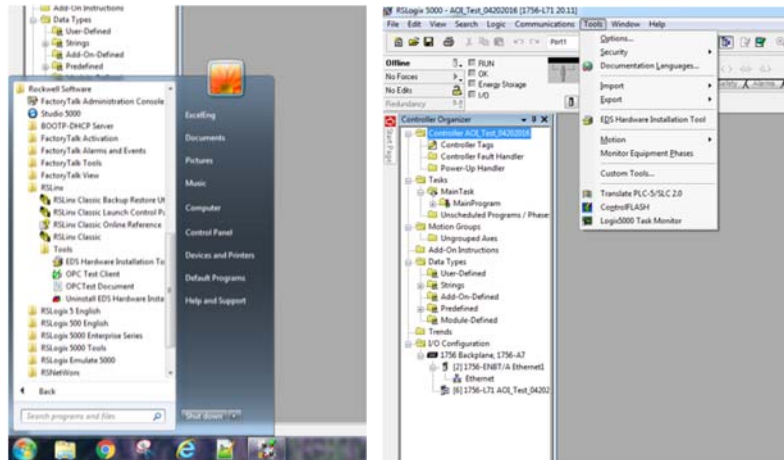 Add-On Instructions
Data Types
User-Defined
Strings
Add-On-Defined
Predefined
Rockwell Software
FactoryTalk Administration Console
Studio 5000
BOOTP-DHCP Server
FactoryTalk Activation
FactoryTalk Alarms and Events
FactoryTalk Tools
FactoryTalk View
RSLinx
RSLinx Classic Backup Restore Ut
RSLinx Classic Launch Control Pa
RSLinx Classic Online Reference
RSLinx Classic
Tools
EDS Hardware Installation To
OPC Test Client
OPCTest Document
Uninstall EDS Hardware Insta
RSLogix 5 English
RSLogix 500 English
RSLogix 5000 Enterprise Series
RSLogix 5000 Tools
RSLogix Emulate 5000
RSNetWorx
Back
Search programs and files
ExcelEng
Documents
Pictures
Music
Computer
Control Panel
Devices and Printers
Default Programs
Help and Support
Shut down
RSLogix 5000 - AOI_Test_04202016 [1756-L71 20.11]
File Edit View Search Logic Communications Tools Window Help
Part1
Offline
RUN
No Forces
OK
No Edits
Energy Storage
Redundancy
I/O
Options...
Security
Documentation Languages...
Import
Export
EDS Hardware Installation Tool
Motion
Monitor Equipment Phases
Custom Tools...
Translate PLC-5/SLC 2.0
ControlFLASH
Logix5000 Task Monitor
Alarms
Start Page
Controller Organizer
Controller AOI_Test_04202016
Controller Tags
Controller Fault Handler
Power-Up Handler
Tasks
MainTask
MainProgram
Unscheduled Programs / Phase
Motion Groups
Ungrouped Axes
Add-On Instructions
Data Types
User-Defined
Strings
Add-On-Defined
Predefined
Module-Defined
Trends
I/O Configuration
1756 Backplane, 1756-A7
[2] 1756-ENBT/A Ethernet1
Ethernet
[6] 1756-L71 AOI_Test_04202